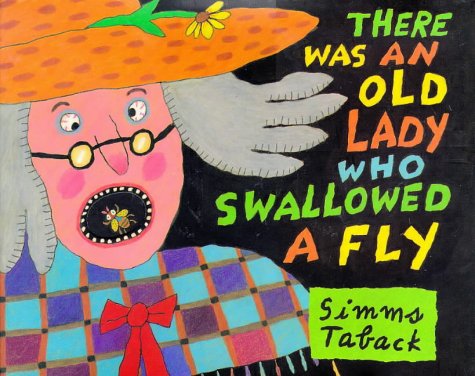 THERE
WAS AN
OLD
LADY
WHO
SWALLOWED
A FLY
Simms
Taback